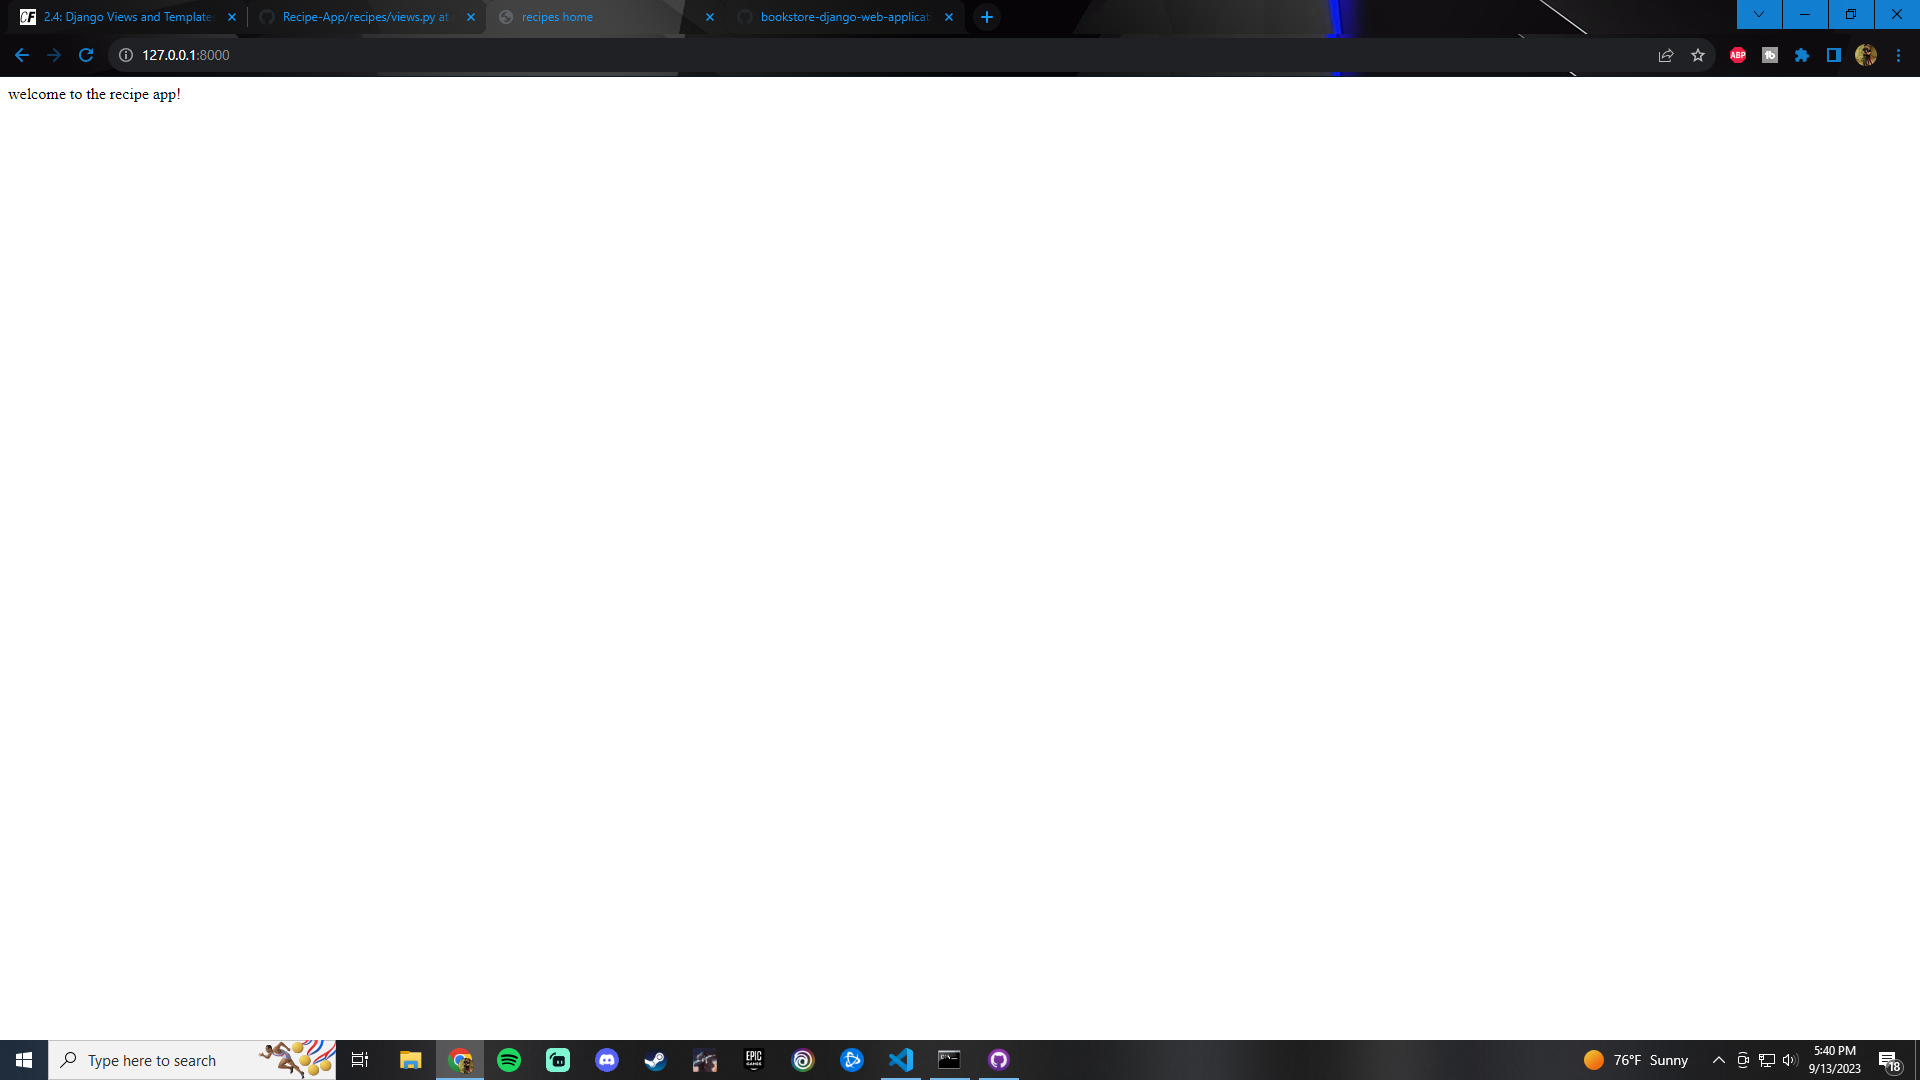 CF 2.4: Django Views and Template
Recipe-App/recipes/views.py at
recipes home
bookstore-django-web-applicat
127.0.0.1:8000
ABP
welcome to the recipe app!
Type here to search
EPIC
GAMES
76°F Sunny
5:40 PM
9/13/2023
18